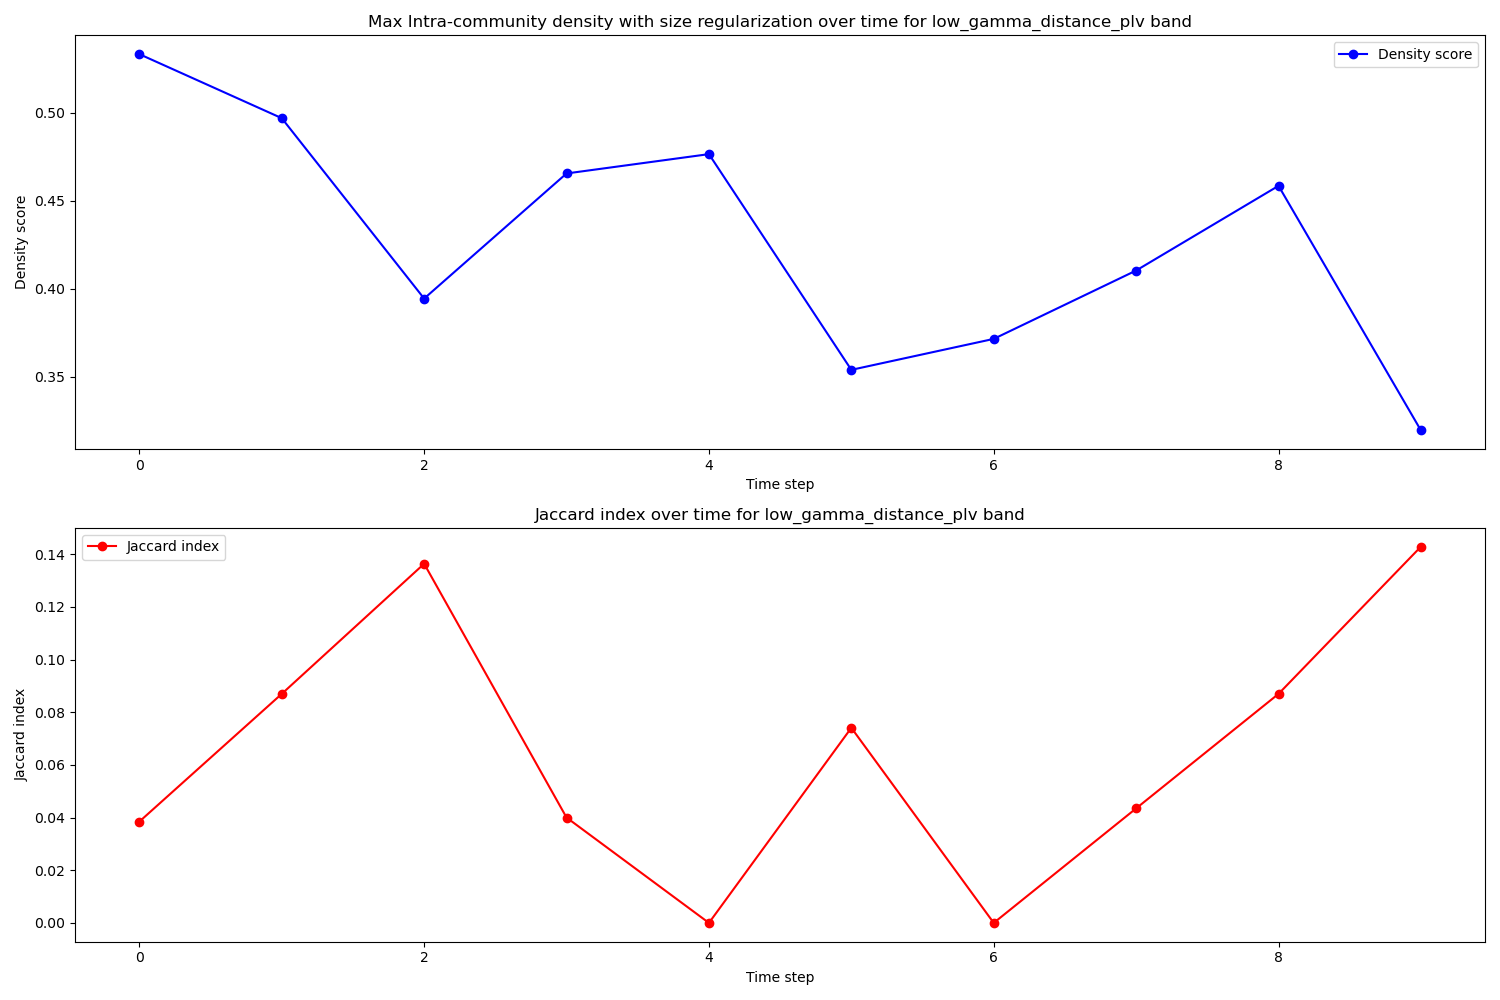 Max Intra-community density with size regularization over time for low_gamma_distance_plv band
Density score
Density score
0.50
0.45
0.40
0.35
0 2 4 6 8
Time step
Jaccard index over time for low_gamma_distance_plv band
Jaccard index
Jaccard index
0.14
0.12
0.10
0.08
0.06
0.04
0.02
0.00
0 2 4 6 8
Time step